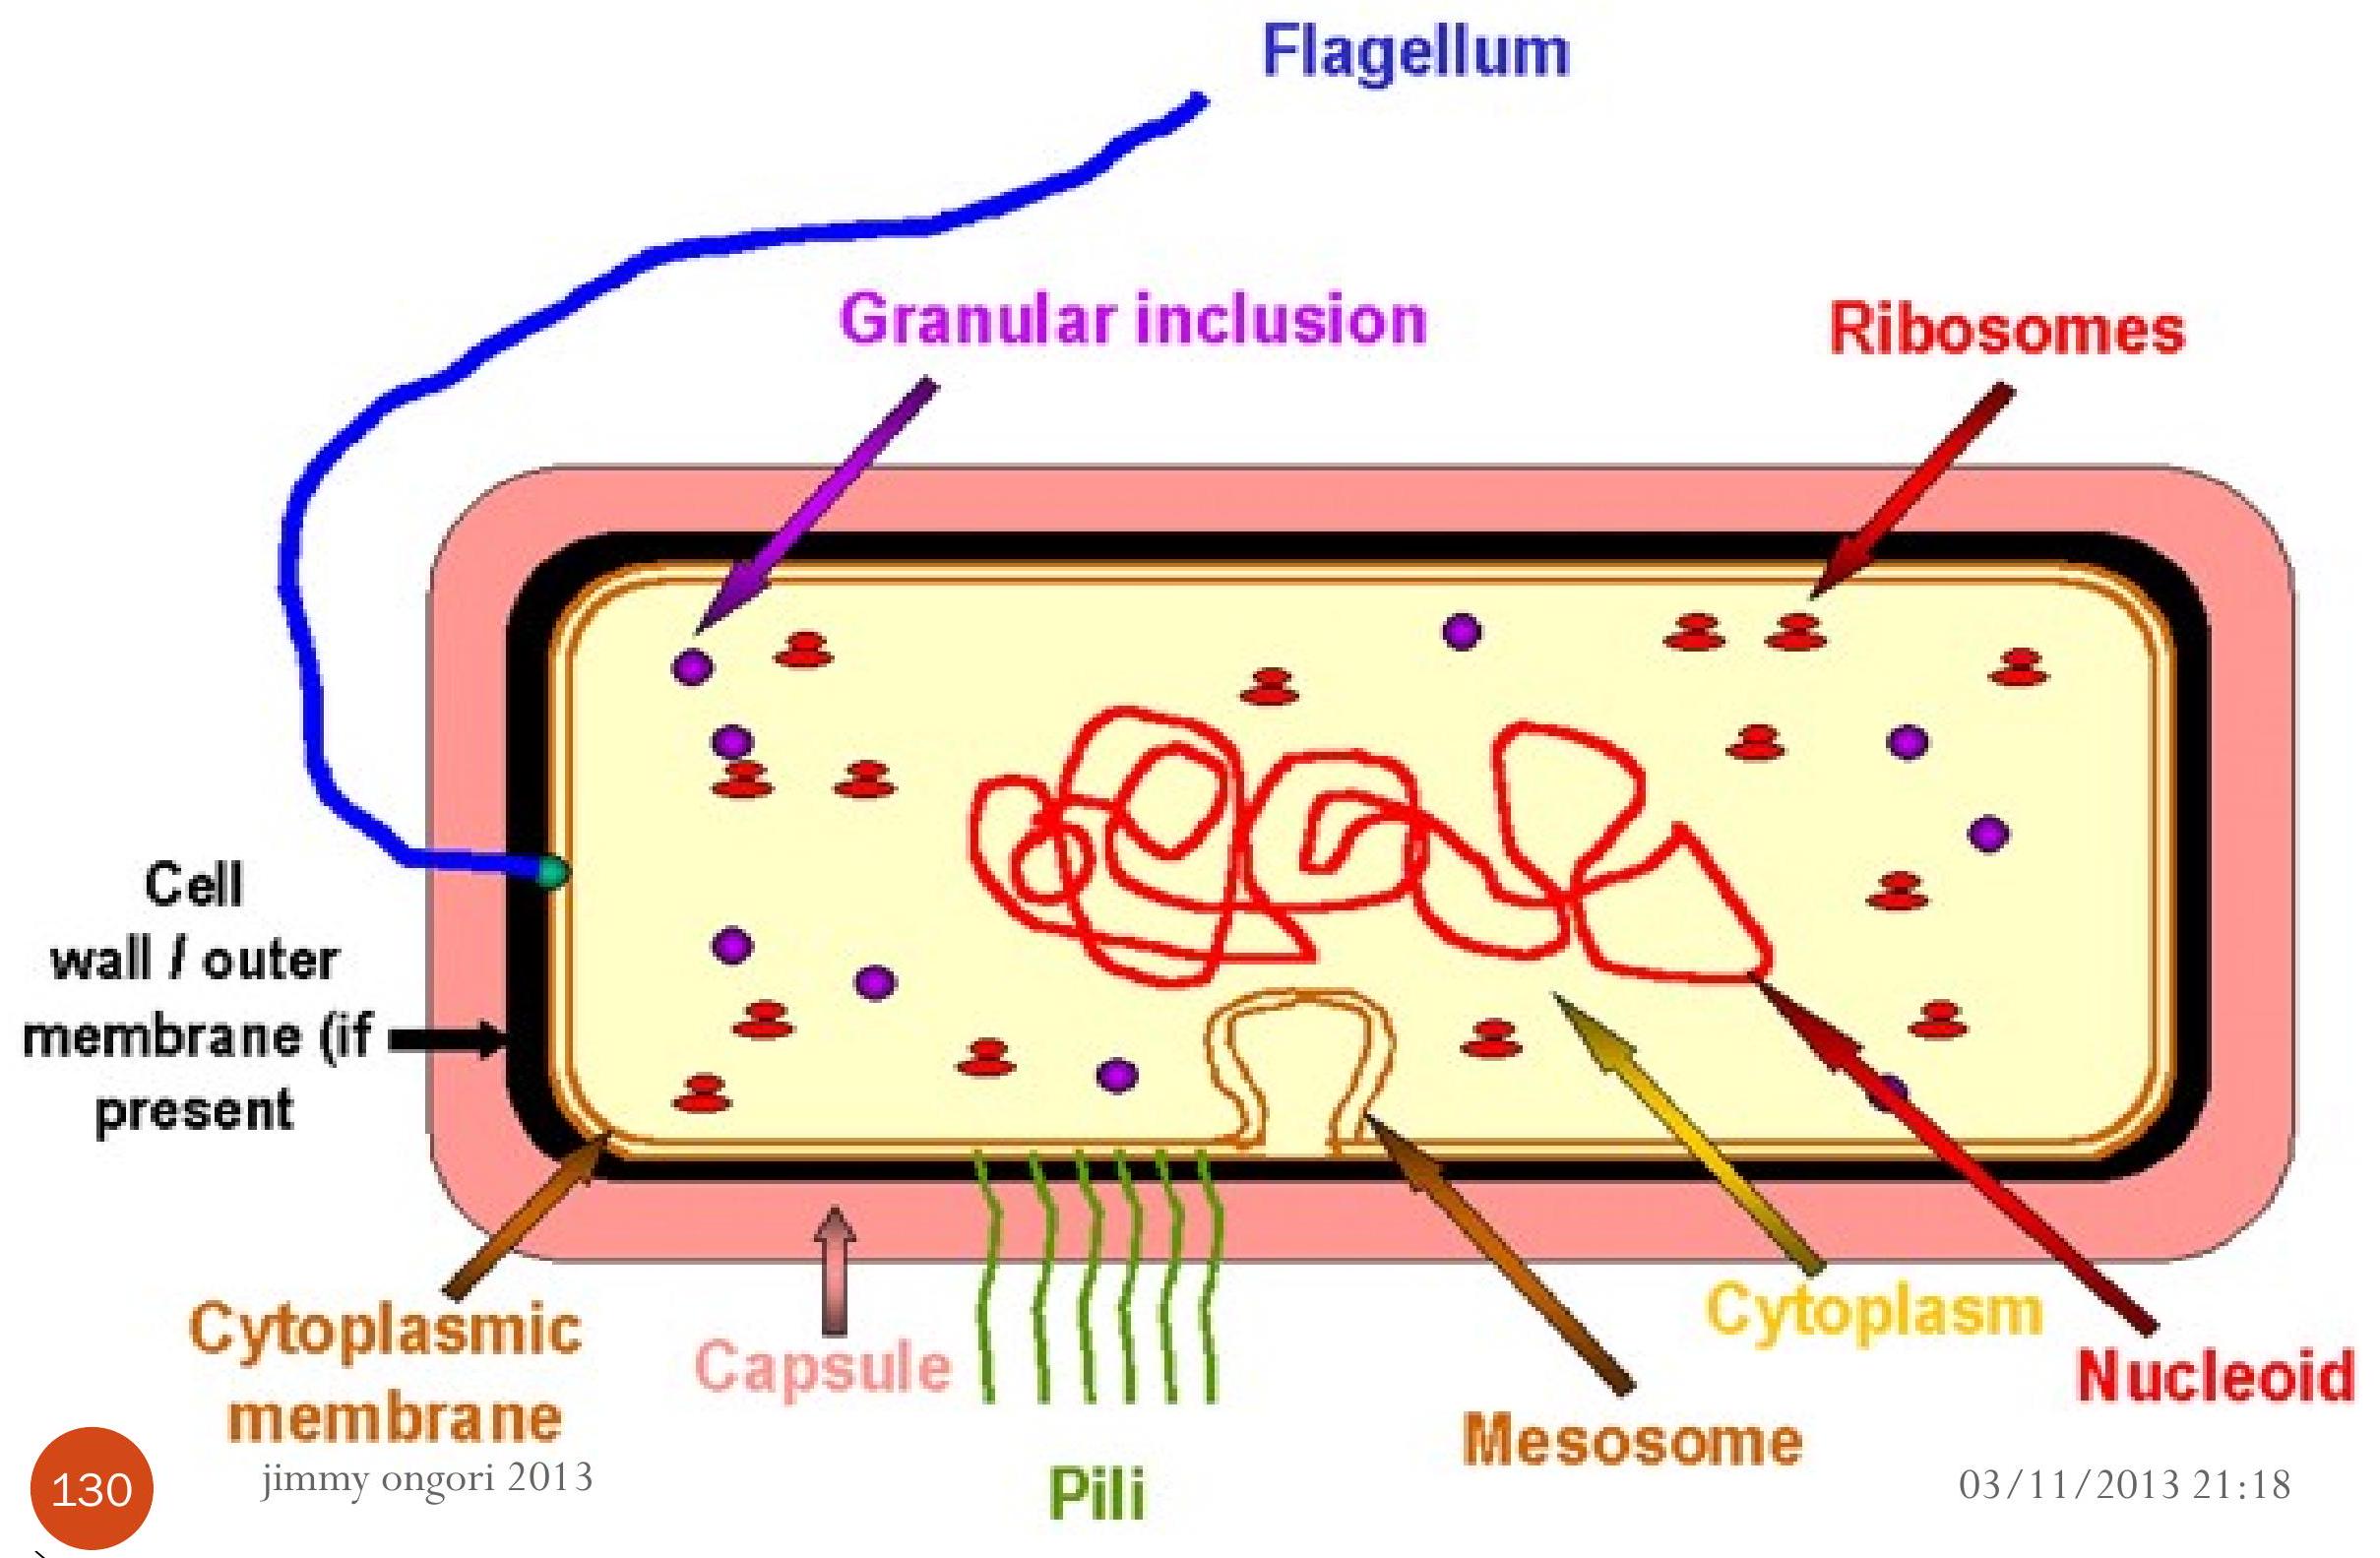 Flagellum
Granular inclusion
Ribosomes
Cell
wall / outer
membrane (if
present
Cytoplasmic
membrane
Capsule
Pili
Mesosome
Cytoplasm
Nucleoid
130
jimmy ongori 2013
03/11/2013 21:18
`